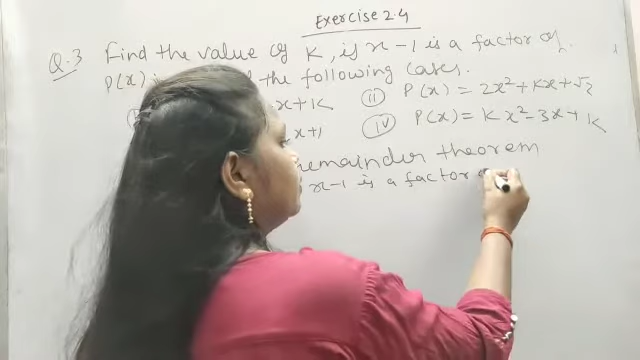 Exercise 2.4
Q.3 Find the value of K, if x-1 is a factor of
P(x) the following cases.
x+K (ii) P(x) = 2x²+Kx+√2
x+1 (iv) P(x) = Kx²-3x+K
remainder theorem
x-1 is a factor